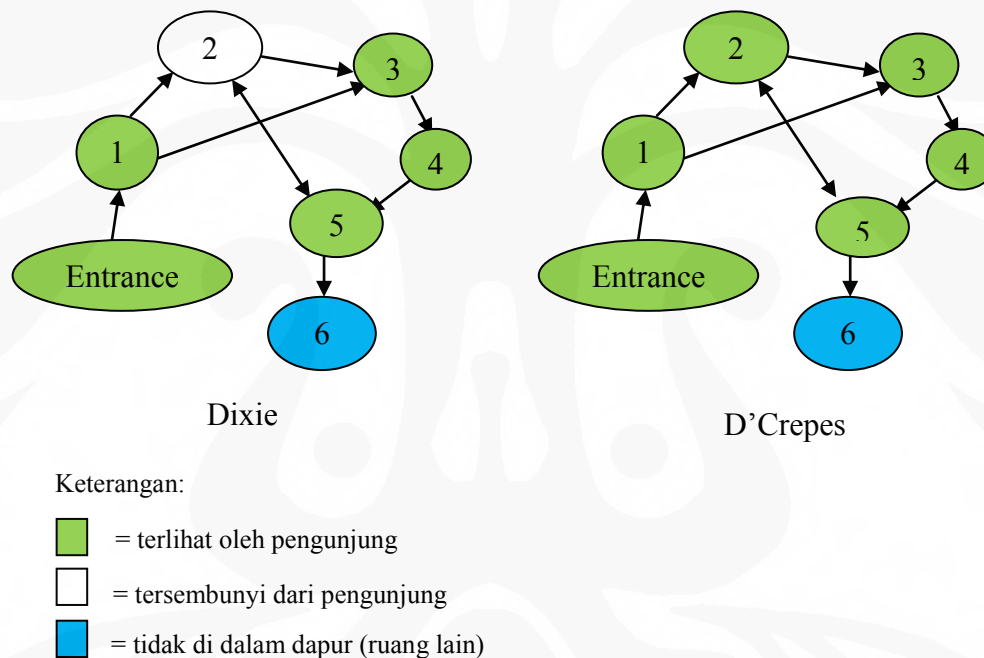 2
3
1
4
5
Entrance
6
Dixie
2
3
1
4
5
Entrance
6
D’Crepes
Keterangan:
= terlihat oleh pengunjung
= tersembunyi dari pengunjung
= tidak di dalam dapur (ruang lain)